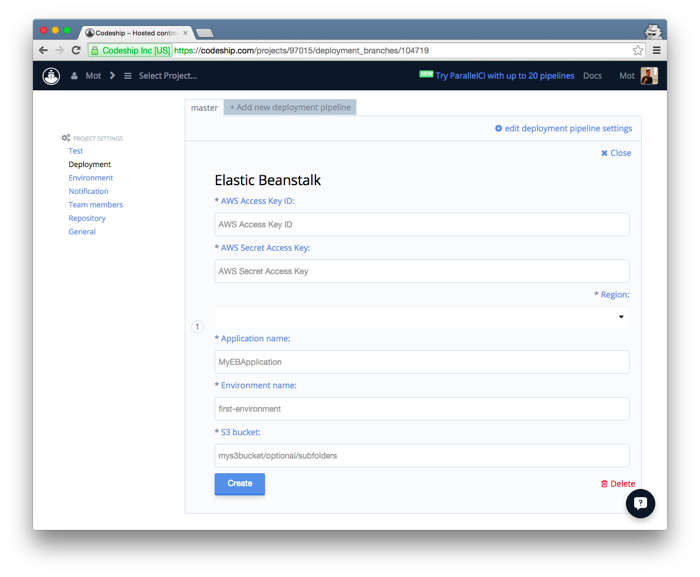 Codeship – Hosted contin
Codeship Inc [US] https://codeship.com/projects/97015/deployment_branches/104719
Mot Select Project... NEW Try ParallelCI with up to 20 pipelines Docs Mot
master + Add new deployment pipeline
edit deployment pipeline settings
PROJECT SETTINGS
Test
Deployment
Environment
Notification
Team members
Repository
General
Close
Elastic Beanstalk
* AWS Access Key ID:
AWS Access Key ID
* AWS Secret Access Key:
AWS Secret Access Key
* Region:
1
* Application name:
MyEBApplication
* Environment name:
first-environment
* S3 bucket:
mys3bucket/optional/subfolders
Create
Delete